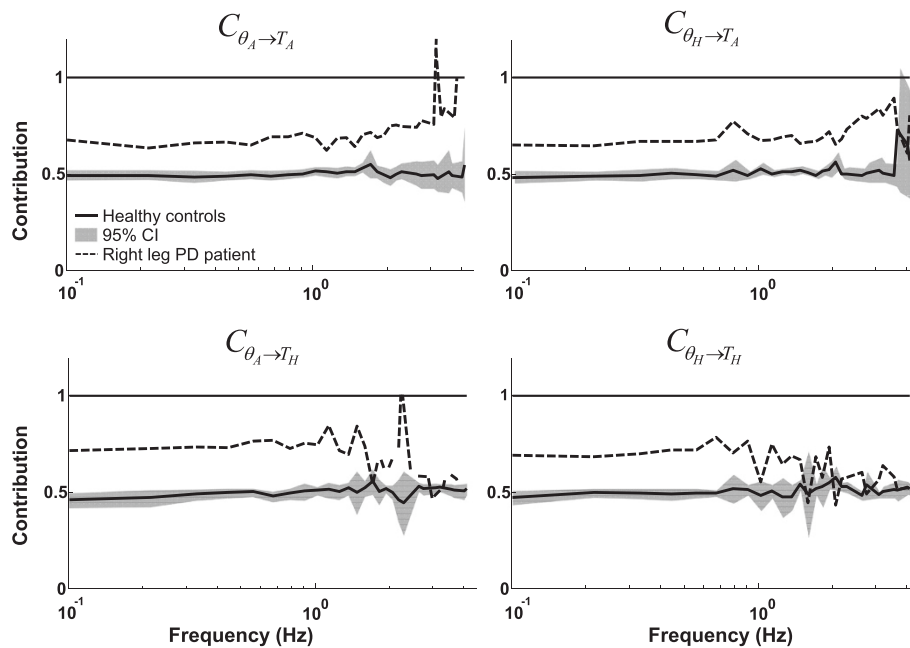 C_{θ_A→T_A}
C_{θ_H→T_A}
Contribution
1
0.5
0
Healthy controls
95% CI
Right leg PD patient
10^{-1}
10^{0}
1
0.5
0
10^{-1}
10^{0}
C_{θ_A→T_H}
C_{θ_H→T_H}
Contribution
1
0.5
0
10^{-1}
10^{0}
Frequency (Hz)
1
0.5
0
10^{-1}
10^{0}
Frequency (Hz)